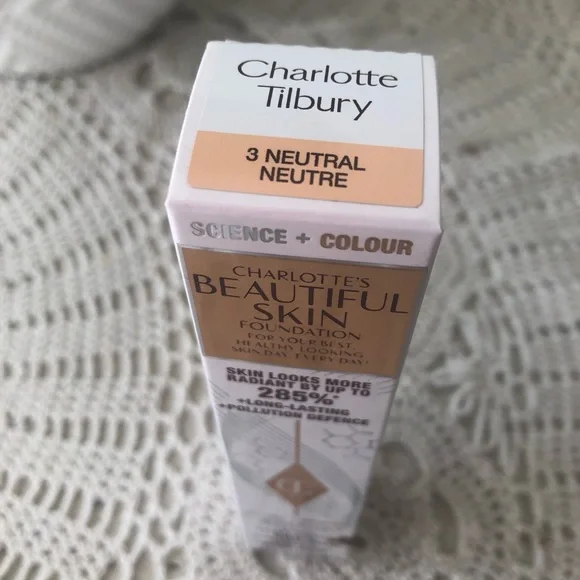 Charlotte
Tilbury
3 NEUTRAL
NEUTRE
SCIENCE + COLOUR
CHARLOTTE'S
BEAUTIFUL
SKIN
FOUNDATION
FOR YOUR BEST,
HEALTHY LOOKING
SKIN DAY, EVERY DAY!
SKIN LOOKS MORE
RADIANT BY UP TO
285%*
+LONG-LASTING
+POLLUTION DEFENCE